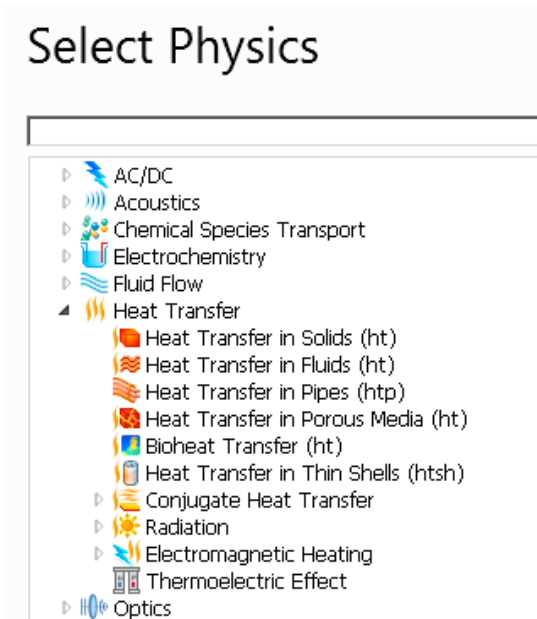 Select Physics
AC/DC
Acoustics
Chemical Species Transport
Electrochemistry
Fluid Flow
Heat Transfer
Heat Transfer in Solids (ht)
Heat Transfer in Fluids (ht)
Heat Transfer in Pipes (htp)
Heat Transfer in Porous Media (ht)
Bioheat Transfer (ht)
Heat Transfer in Thin Shells (htsh)
Conjugate Heat Transfer
Radiation
Electromagnetic Heating
Thermoelectric Effect
Optics